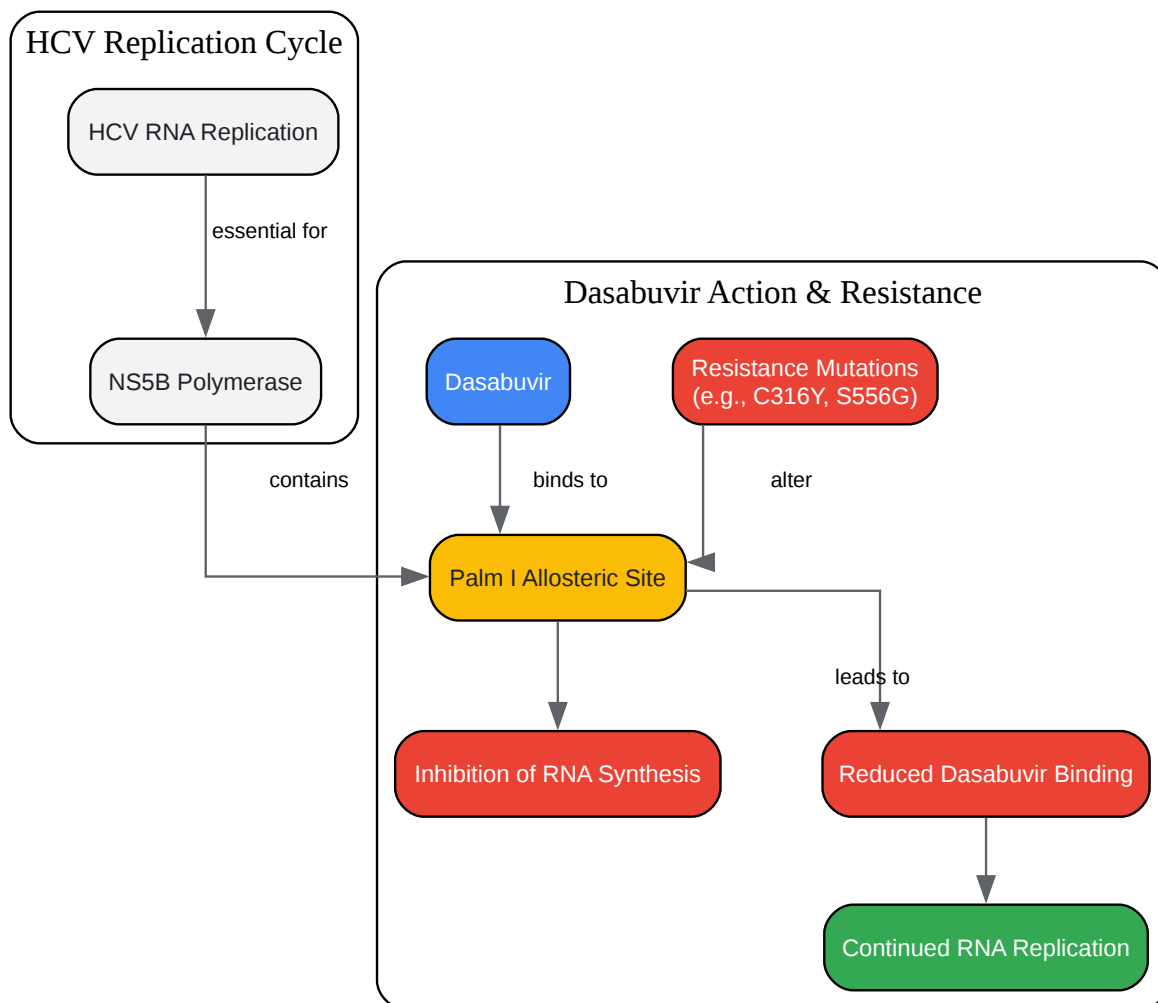 HCV Replication Cycle
HCV RNA Replication
essential for
NS5B Polymerase
contains
Dasabuvir Action & Resistance
Dasabuvir
Resistance Mutations
(e.g., C316Y, S556G)
binds to
alter
Palm I Allosteric Site
leads to
Inhibition of RNA Synthesis
Reduced Dasabuvir Binding
Continued RNA Replication